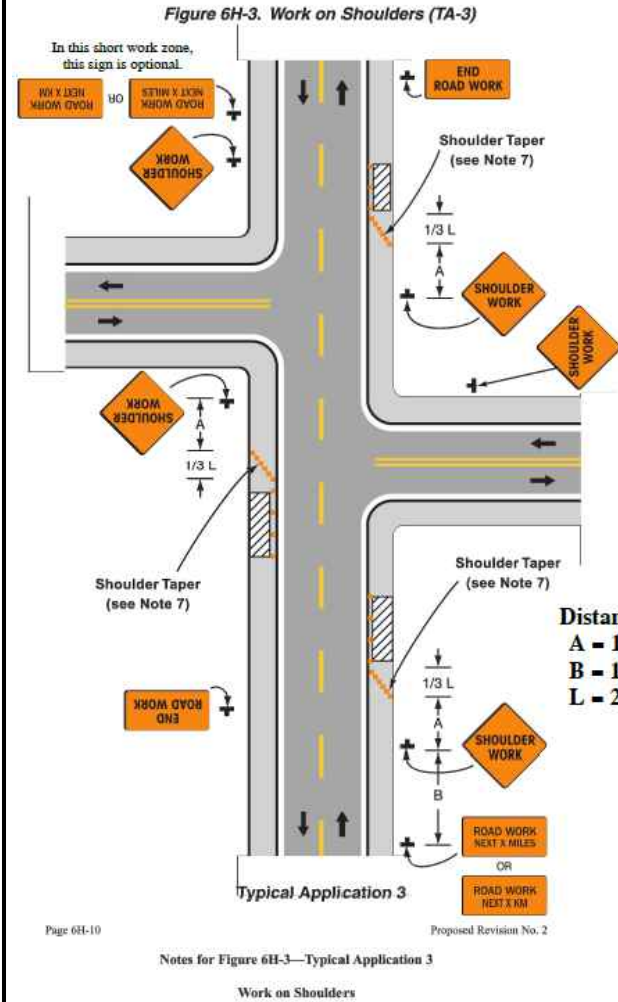 Figure 6H-3. Work on Shoulders (TA-3)
In this short work zone,
this sign is optional.
ROAD WORK
NEXT X KM
OR
ROAD WORK
NEXT X MILES
SHOULDER
WORK
END
ROAD WORK
Shoulder Taper
(see Note 7)
1/3 L
A
SHOULDER
WORK
SHOULDER
WORK
SHOULDER
WORK
A
1/3 L
Shoulder Taper
(see Note 7)
Shoulder Taper
(see Note 7)
Distan
A = 1
B = 1
L = 2
1/3 L
A
END
ROAD WORK
SHOULDER
WORK
B
ROAD WORK
NEXT X MILES
OR
ROAD WORK
NEXT X KM
Typical Application 3
Page 6H-10
Proposed Revision No. 2
Notes for Figure 6H-3—Typical Application 3
Work on Shoulders